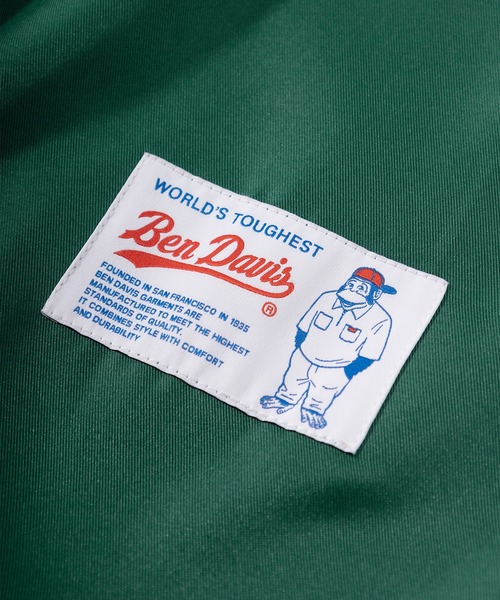 WORLD'S TOUGHEST
Ben Davis
®
FOUNDED IN SAN FRANCISCO IN 1935
BEN DAVIS GARMENTS ARE
MANUFACTURED TO MEET THE HIGHEST
STANDARDS OF QUALITY.
IT COMBINES STYLE WITH COMFORT
AND DURABILITY.